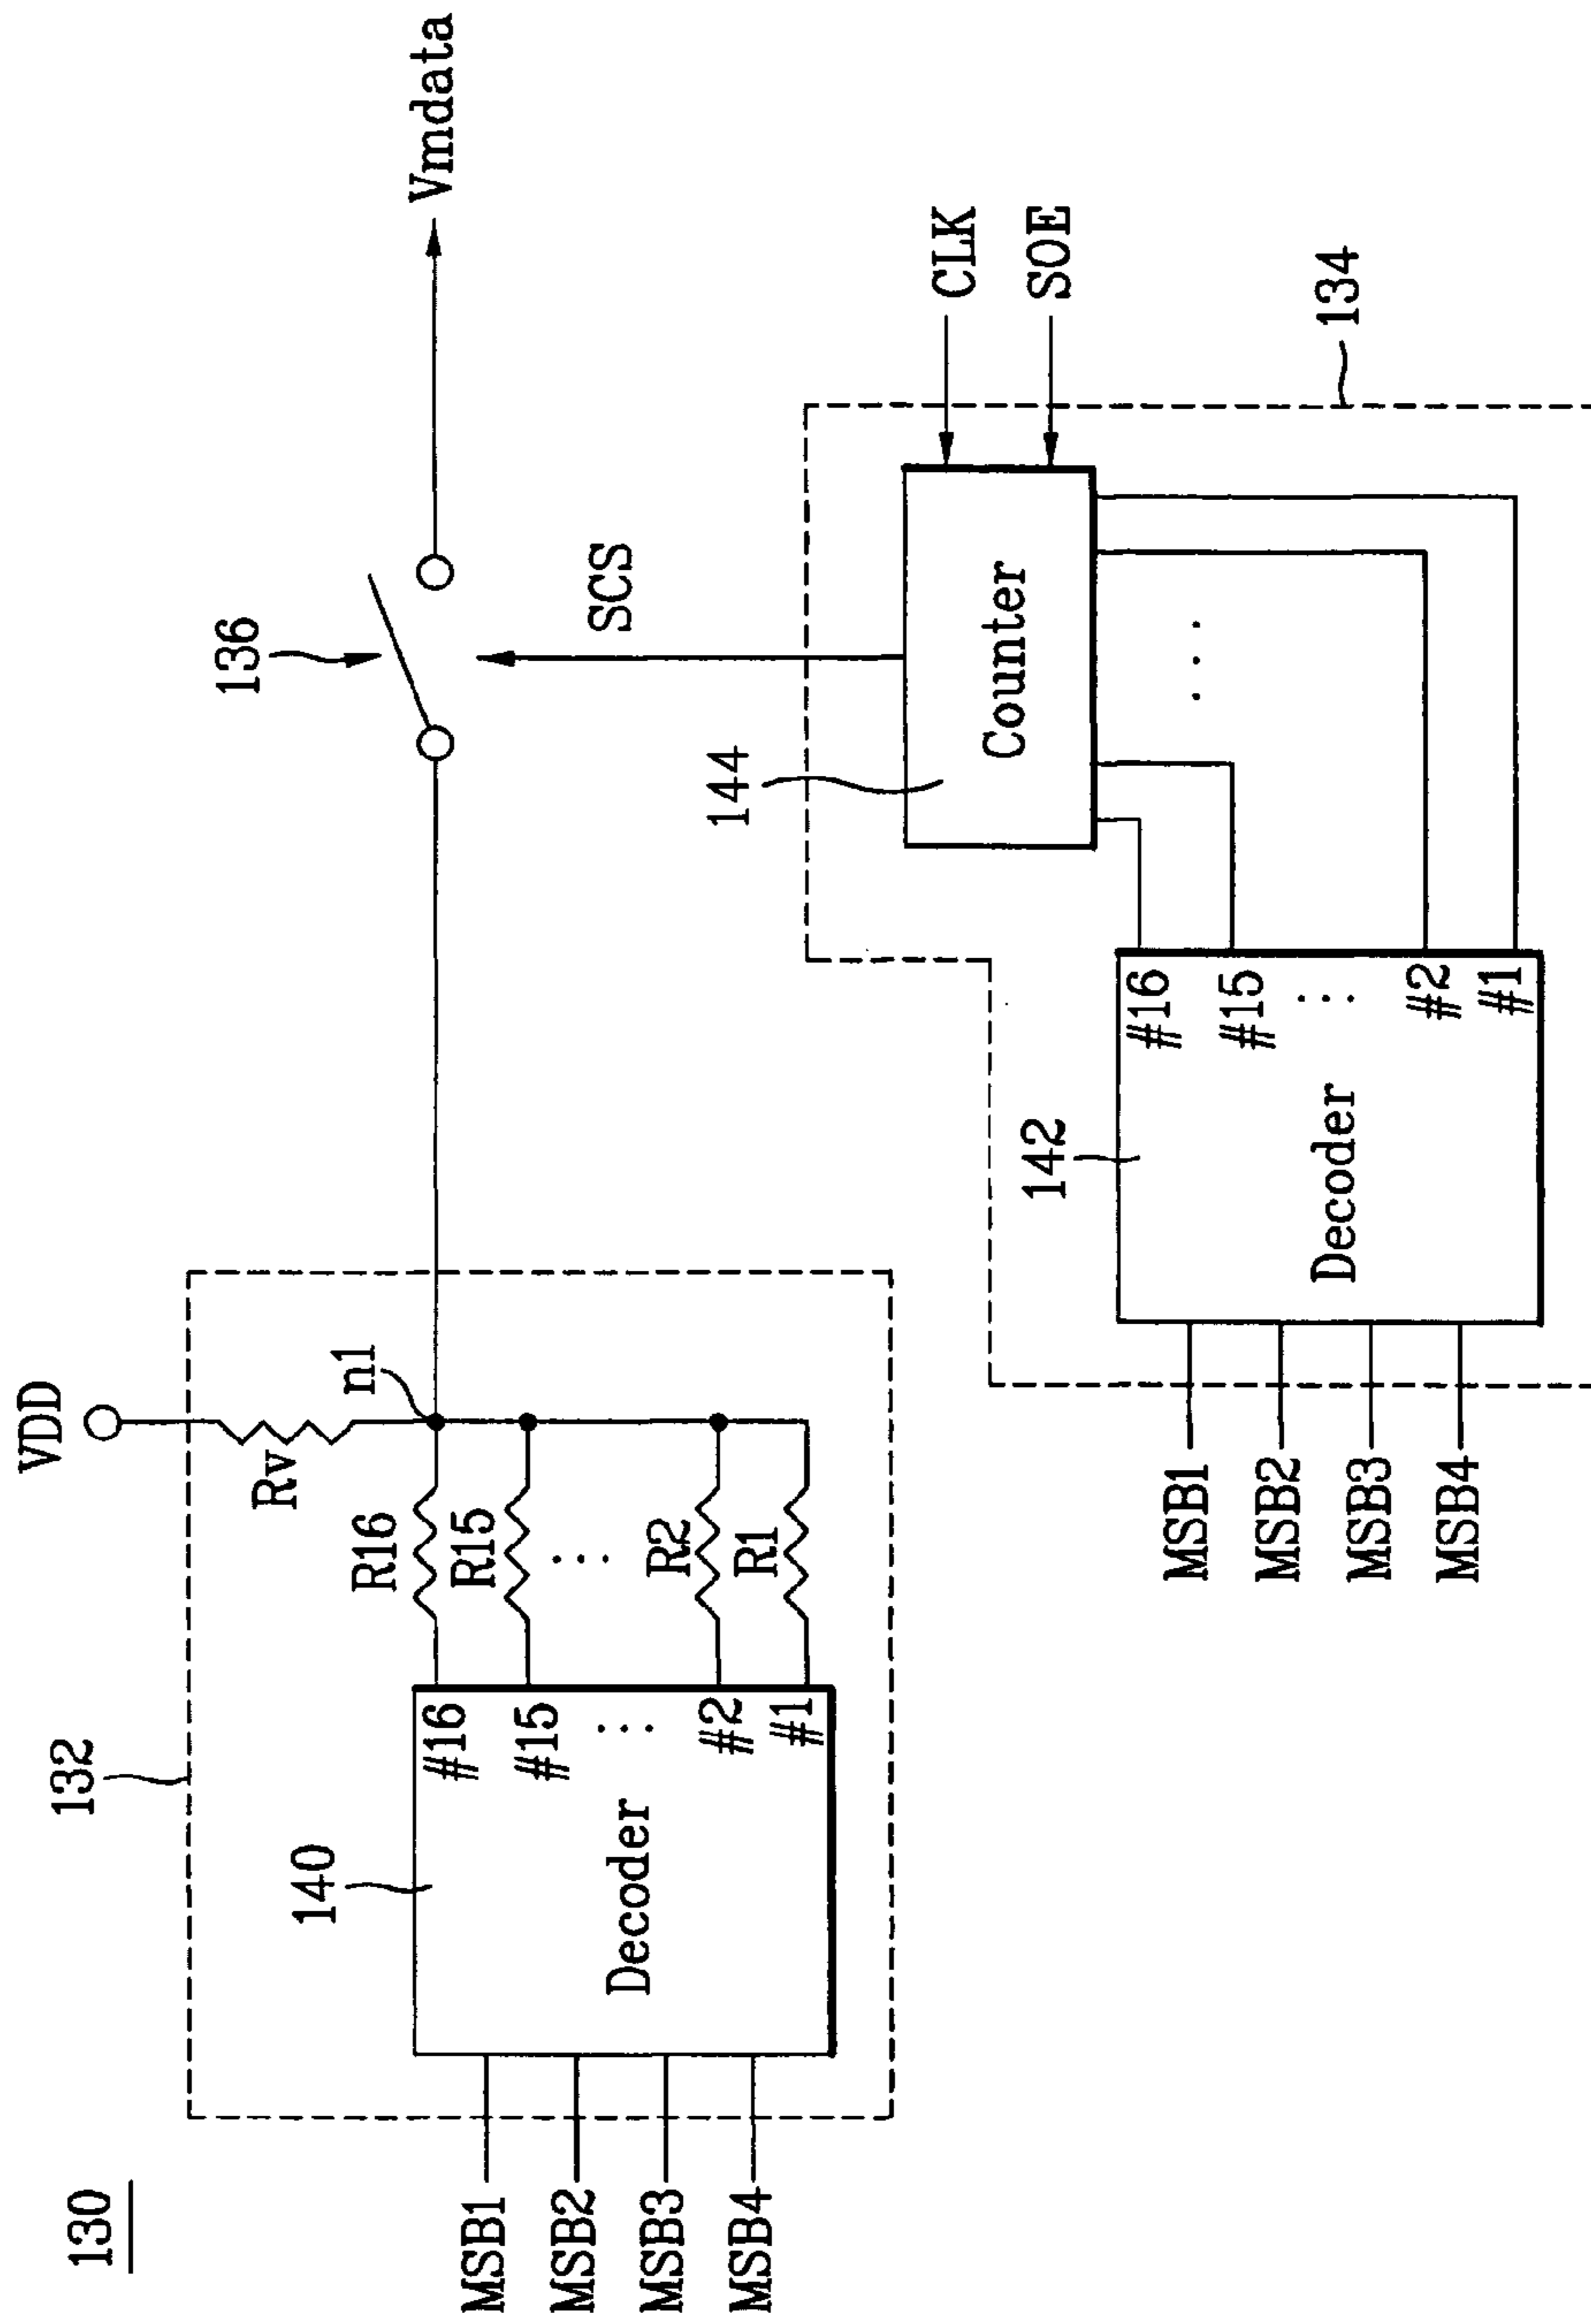 130
132
VDD
Rv
n1
140
Decoder
#16
#15
⋮
#2
#1
R16
R15
⋮
R2
R1
MSB1
MSB2
MSB3
MSB4
136
Vmdata
SCS
144
Counter
CLK
SOE
134
. . .
142
Decoder
#16
#15
⋮
#2
#1
MSB1
MSB2
MSB3
MSB4